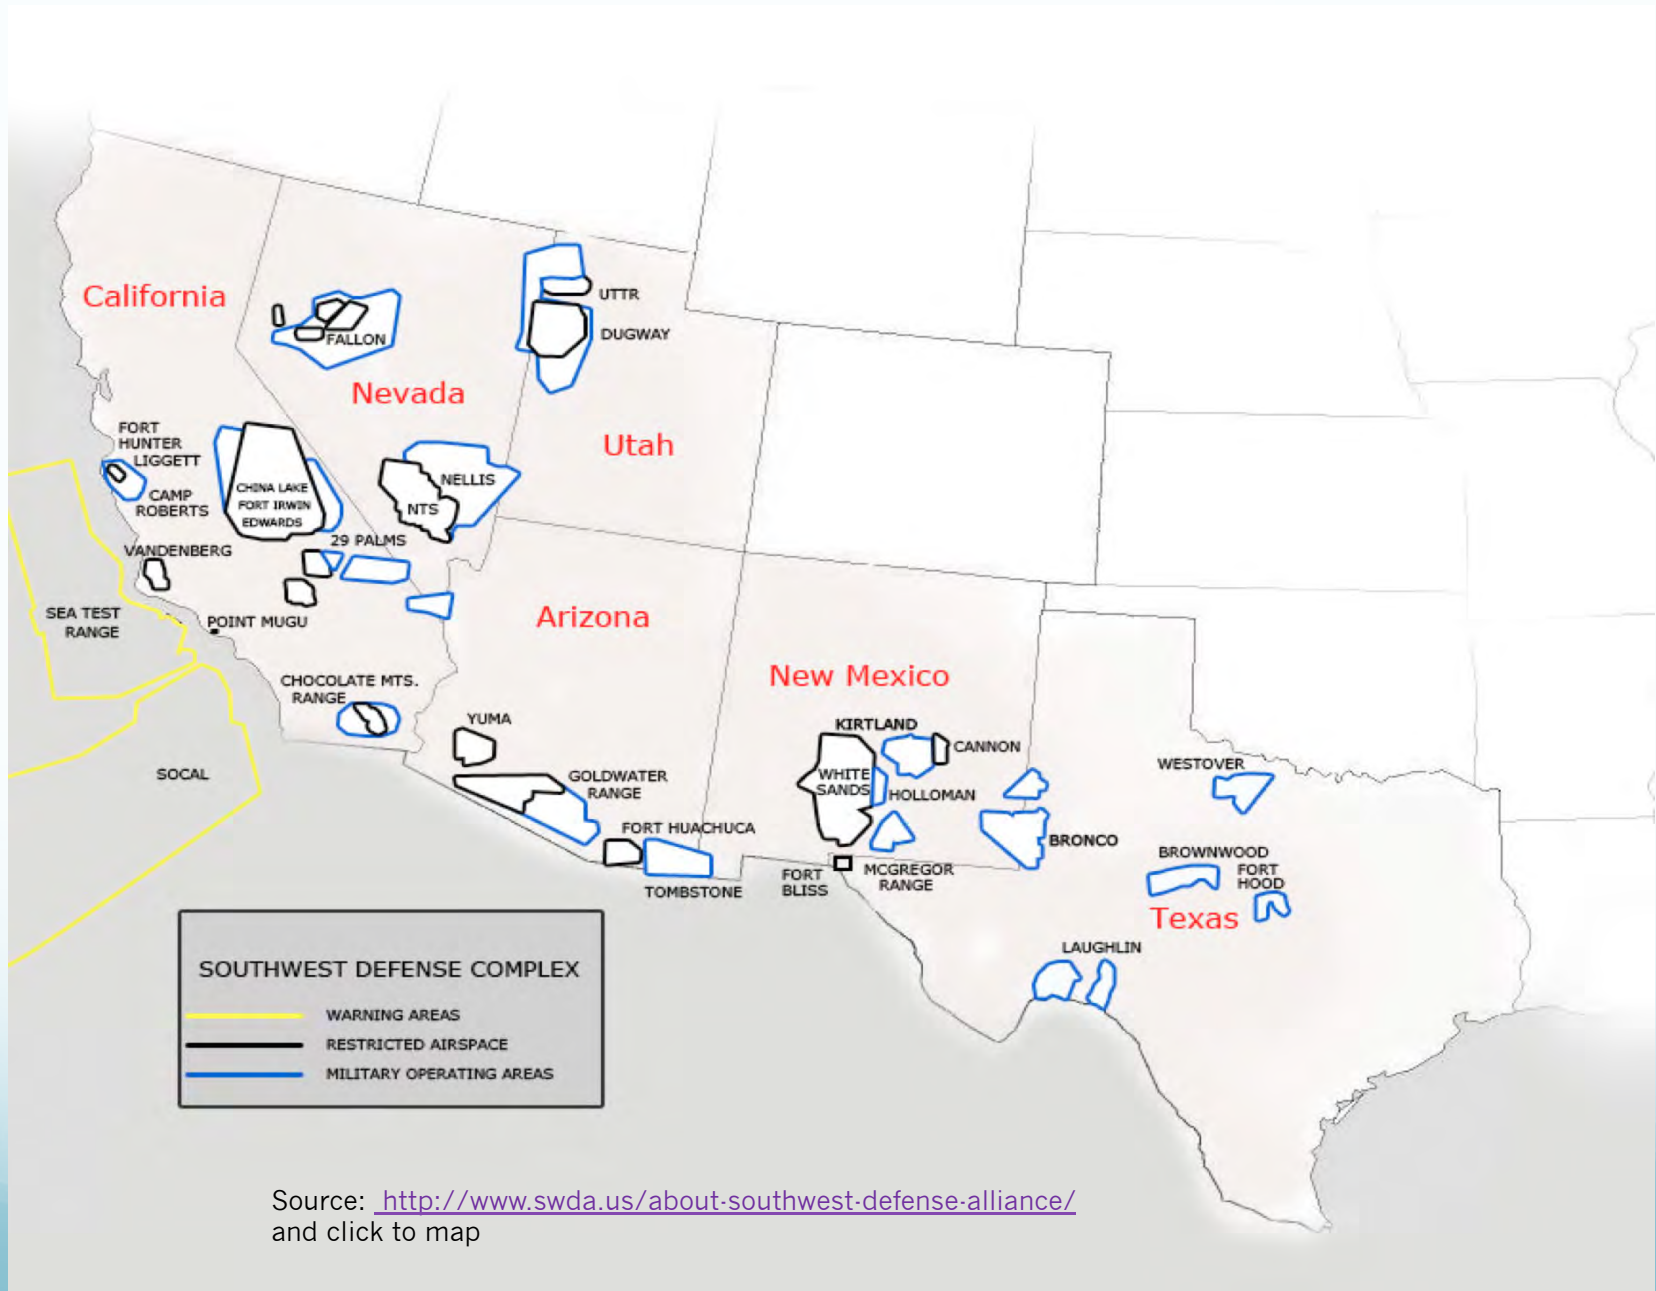 California
Nevada
Utah
Arizona
New Mexico
Texas
UTTR
DUGWAY
FALLON
FORT
HUNTER
LIGGETT
CAMP
ROBERTS
CHINA LAKE
FORT IRWIN
EDWARDS
NELLIS
NTS
29 PALMS
VANDENBERG
SEA TEST
RANGE
POINT MUGU
CHOCOLATE MTS.
RANGE
SOCAL
YUMA
GOLDWATER
RANGE
FORT HUACHUCA
TOMBSTONE
KIRTLAND
CANNON
WHITE
SANDS
HOLLOMAN
FORT
BLISS
MCGREGOR
RANGE
BRONCO
WESTOVER
BROWNWOOD
FORT
HOOD
LAUGHLIN
SOUTHWEST DEFENSE COMPLEX
WARNING AREAS
RESTRICTED AIRSPACE
MILITARY OPERATING AREAS
Source: http://www.swda.us/about-southwest-defense-alliance/
and click to map